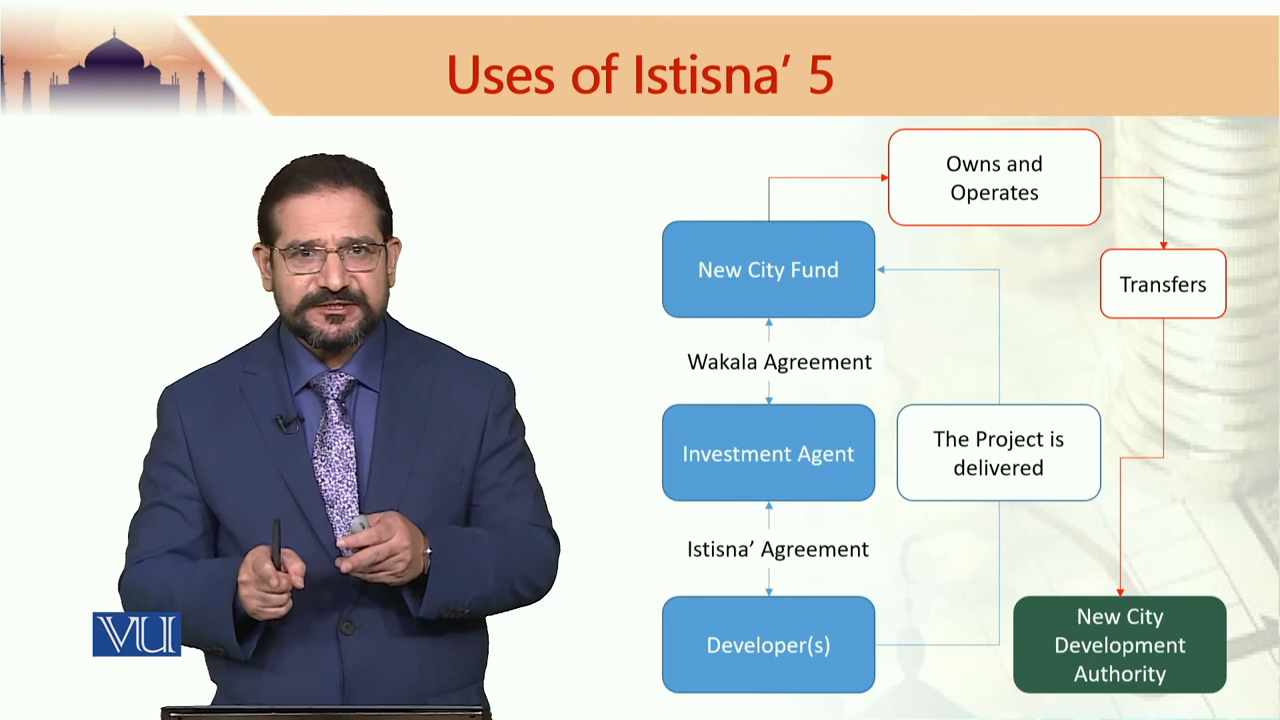 Uses of Istisna’ 5
Owns and
Operates
New City Fund
Transfers
Wakala Agreement
Investment Agent
The Project is
delivered
Istisna’ Agreement
Developer(s)
New City
Development
Authority
VU